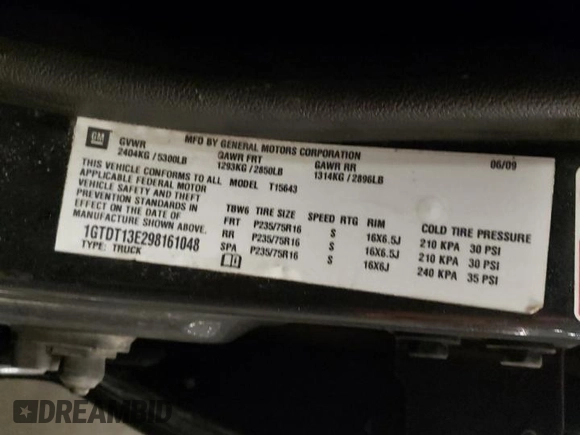 GM
MFD BY GENERAL MOTORS CORPORATION 06/09
GVWR GAWR FRT GAWR RR
2404KG / 5300LB 1293KG / 2850LB 1314KG / 2896LB
THIS VEHICLE CONFORMS TO ALL MODEL T15643
APPLICABLE FEDERAL MOTOR
VEHICLE SAFETY AND THEFT
PREVENTION STANDARDS IN
EFFECT ON THE DATE OF
MANUFACTURE SHOWN ABOVE.
1GTDT13E298161048
TYPE: TRUCK
TBW6 TIRE SIZE SPEED RTG RIM COLD TIRE PRESSURE
FRT P235/75R16 S 16X6.5J 210 KPA 30 PSI
RR P235/75R16 S 16X6.5J 210 KPA 30 PSI
SPA P235/75R16 S 16X6J 240 KPA 35 PSI
DREAMBID